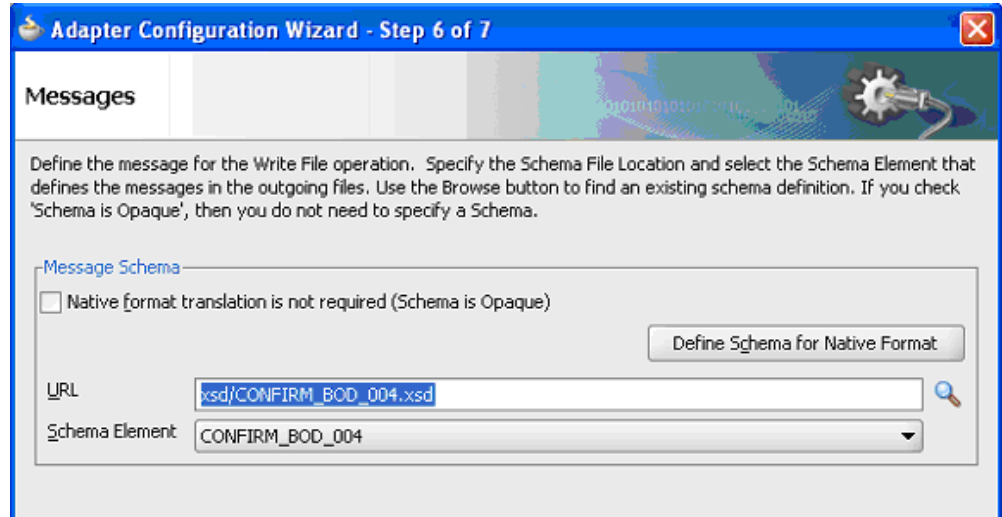 Adapter Configuration Wizard - Step 6 of 7
Messages
Define the message for the Write File operation. Specify the Schema File Location and select the Schema Element that
defines the messages in the outgoing files. Use the Browse button to find an existing schema definition. If you check
'Schema is Opaque', then you do not need to specify a Schema.
Message Schema
Native format translation is not required (Schema is Opaque)
Define Schema for Native Format
URL
xsd/CONFIRM_BOD_004.xsd
Schema Element
CONFIRM_BOD_004